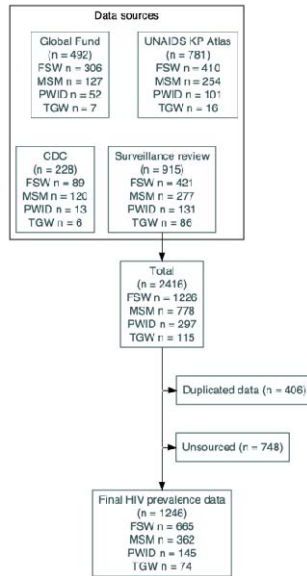 Data sources
Global Fund
(n = 492)
FSW n = 306
MSM n = 127
PWID n = 52
TGW n = 7
UNAIDS KP Atlas
(n = 781)
FSW n = 410
MSM n = 254
PWID n = 101
TGW n = 16
CDC
(n = 228)
FSW n = 89
MSM n = 120
PWID n = 13
TGW n = 6
Surveillance review
(n = 915)
FSW n = 421
MSM n = 277
PWID n = 131
TGW n = 86
Total
(n = 2416)
FSW n = 1226
MSM n = 778
PWID n = 297
TGW n = 115
Duplicated data (n = 406)
Unsourced (n = 748)
Final HIV prevalence data
(n = 1246)
FSW n = 665
MSM n = 362
PWID n = 145
TGW n = 74